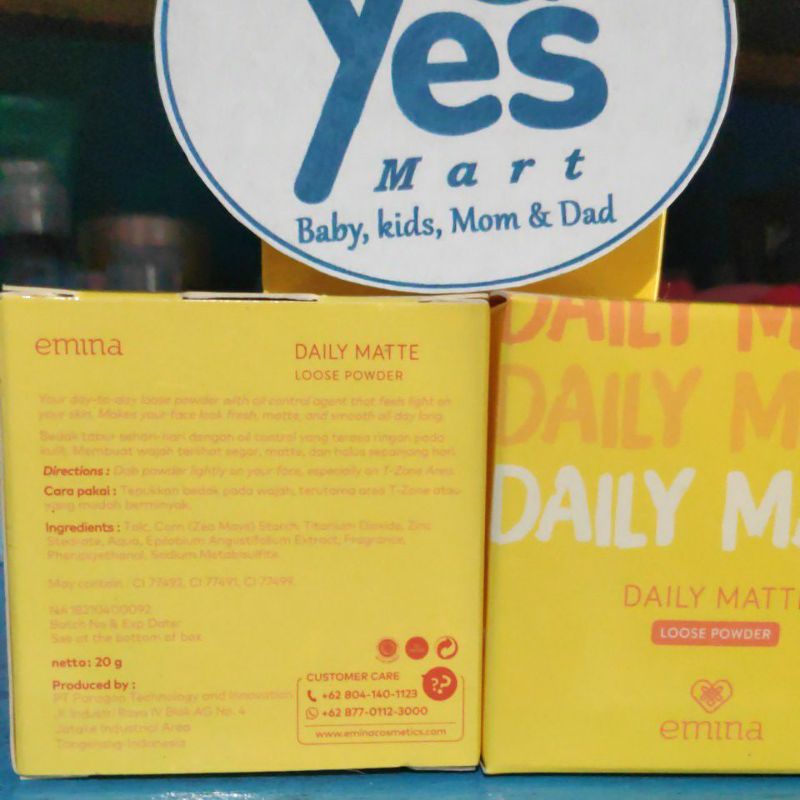 yes
Mart
Baby, kids, Mom & Dad
emina
DAILY MATTE
LOOSE POWDER
Your day-to-day loose powder with oil control agent that feels light on
your skin. Makes your face look fresh, matte, and smooth all day long.
Bedak tabur sehari-hari dengan oil control yang terasa ringan pada
kulit. Membuat wajah terlihat segar, matte, dan halus sepanjang hari.
Directions : Dab powder lightly on your face, especially on T-Zone Area.
Cara pakai : Tepukkan bedak pada wajah, terutama area T-Zone atau
yang mudah berminyak.
Ingredients : Talc, Corn (Zea Mays) Starch, Titanium Dioxide, Zinc
Stearate, Aqua, Epilobium Angustifolium Extract, Fragrance,
Phenoxyethanol, Sodium Metabisulfite.
May contain : CI 77492, CI 77491, CI 77499.
NA18210400092
Batch No & Exp Date:
See at the bottom of box
netto: 20 g
Produced by :
PT Paragon Technology and Innovation
Jl. Industri Raya IV Blok AG No. 4
Jatake Industrial Area
Tangerang-Indonesia
CUSTOMER CARE
??
+62 804-140-1123
+62 877-0112-3000
www.eminacosmetics.com
DAILY M
DAILY M
DAILY MA
DAILY MATTE
LOOSE POWDER
emina